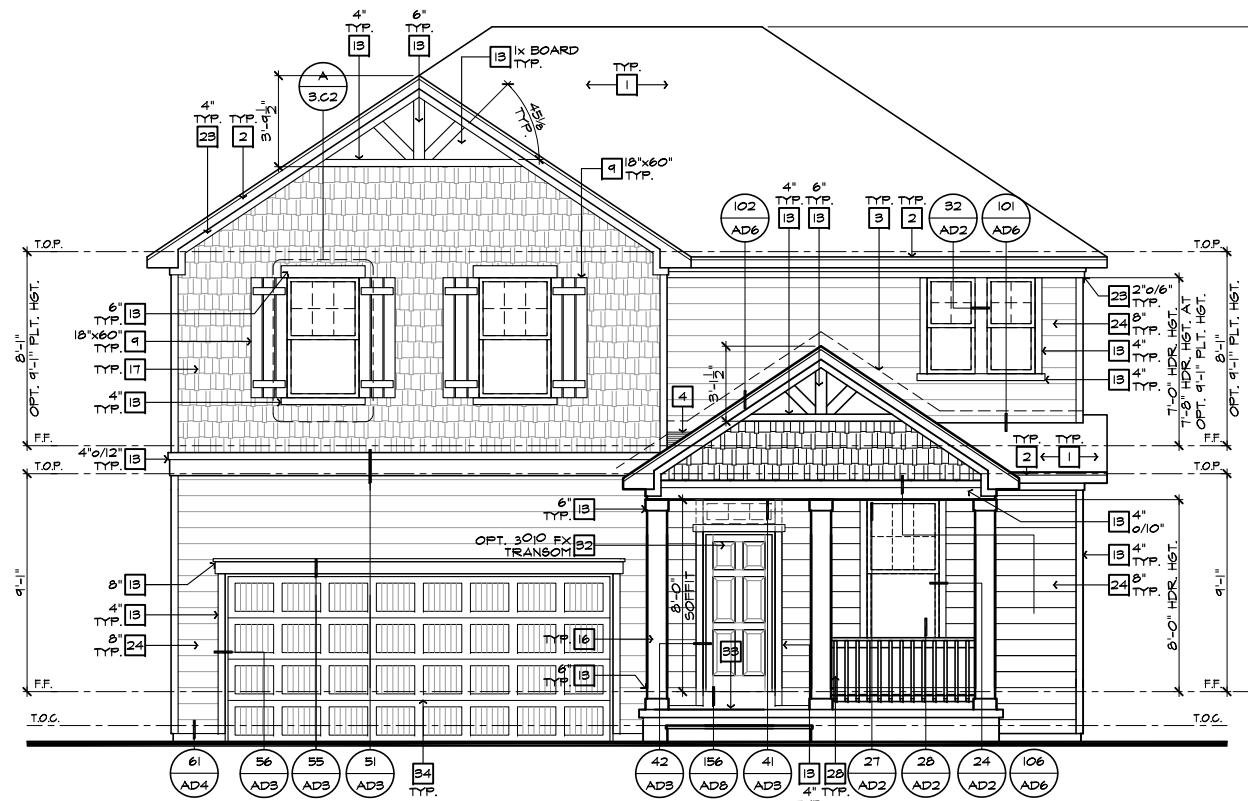 4"
TYP.
13
6"
TYP.
13
13
1x BOARD
TYP.
TYP.
1
A
3.C2
3'-9½"
4"
TYP.
23
TYP.
2
45⅛
TYP.
4"
TYP.
13
9
18"x60"
TYP.
102
AD6
4"
TYP.
13
6"
TYP.
13
TYP.
3
TYP.
2
32
AD2
101
AD6
T.O.P.
T.O.P.
8'-1"
OPT. 9'-1" PLT. HGT.
6"
TYP.
13
18"x60"
TYP.
9
TYP.
17
4"
TYP.
13
23
2"o/6"
TYP.
24
8"
TYP.
13
4"
TYP.
13
4"
TYP.
7'-0" HDR. HGT.
7'-8" HDR. HGT. AT
OPT. 9'-1" PLT. HGT.
8'-1"
OPT. 9'-1" PLT. HGT.
3'-1½"
4
F.F.
F.F.
4"o/12"
TYP.
13
T.O.P.
T.O.P.
TYP.
2
TYP.
1
6"
TYP.
13
OPT. 3010 FX
TRANSOM
32
13
4"
o/10"
13
4"
TYP.
24
8"
TYP.
9'-1"
8"
13
4"
TYP.
13
8"
TYP.
24
8'-0"
SOFFIT
TYP.
16
33
6"
TYP.
13
8'-0" HDR. HGT.
9'-1"
F.F.
F.F.
T.O.C.
T.O.C.
61
AD4
56
AD3
55
AD3
51
AD3
34
TYP.
42
AD3
156
AD8
41
AD3
13
4"
28
TYP.
27
AD2
28
AD2
24
AD2
106
AD6